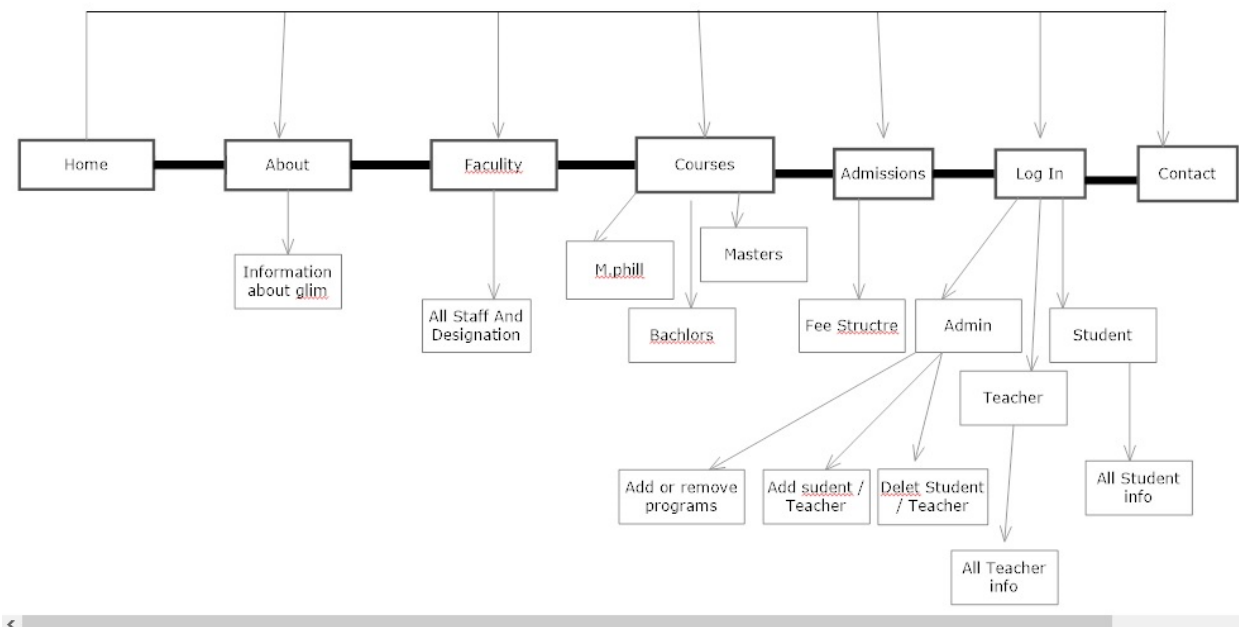 Home
About
Faculity
Courses
Admissions
Log In
Contact
Information
about glim
All Staff And
Designation
M.phill
Bachlors
Masters
Fee Structre
Admin
Student
Teacher
Add or remove
programs
Add sudent /
Teacher
Delet Student
/ Teacher
All Student
info
All Teacher
info